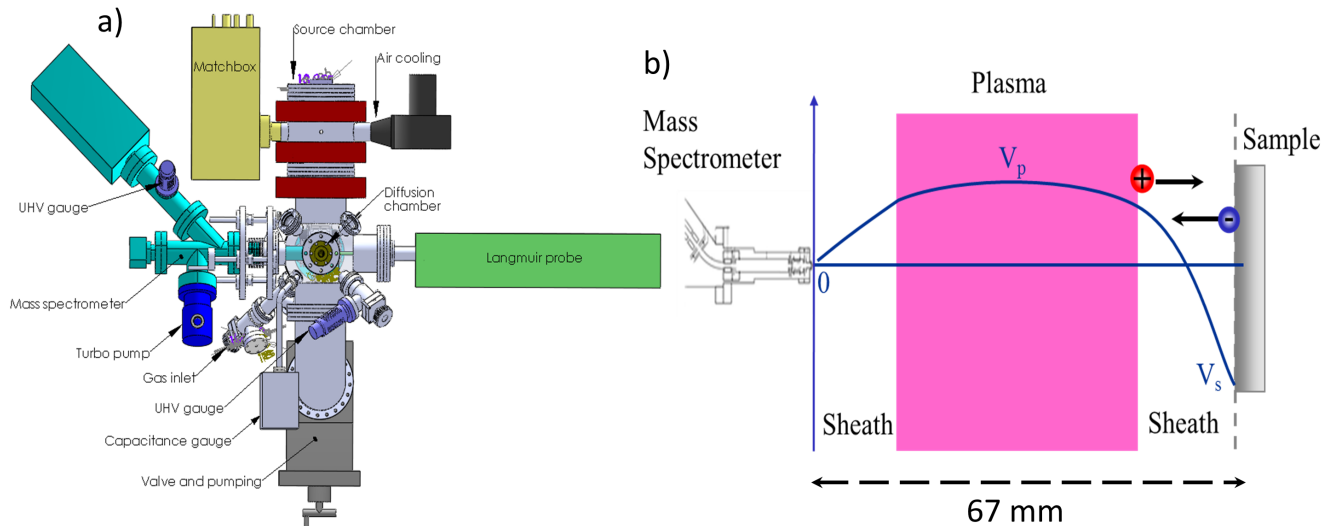 a)
Source chamber
Air cooling
Matchbox
UHV gauge
Diffusion
chamber
Langmuir probe
Mass spectrometer
Turbo pump
Gas inlet
UHV gauge
Capacitance gauge
Valve and pumping
b)
Plasma
Mass
Spectrometer
Sample
Vp
+
-
0
Vs
Sheath
Sheath
67 mm